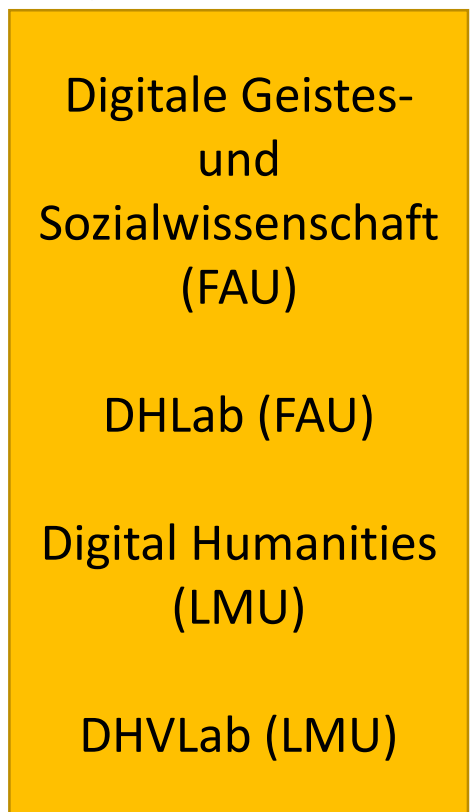 Digitale Geistes-
und
Sozialwissenschaft
(FAU)
DHLab (FAU)
Digital Humanities
(LMU)
DHVLab (LMU)